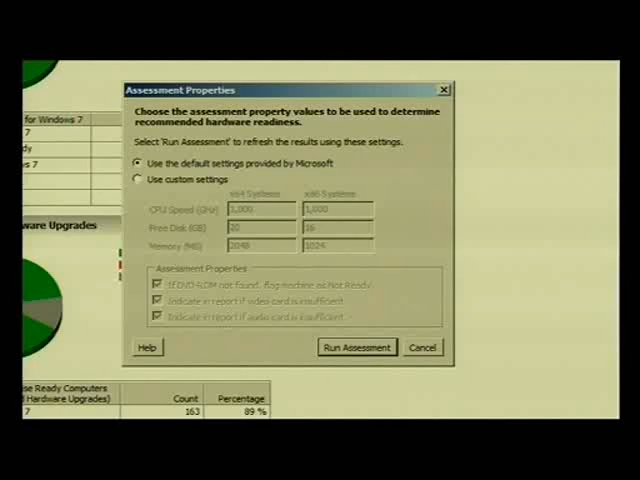 Assessment Properties
for Windows 7
7
dy
s 7
ware Upgrades
Choose the assessment property values to be used to determine
recommended hardware readiness.
Select 'Run Assessment' to refresh the results using these settings.
Use the default settings provided by Microsoft
Use custom settings
x64 Systems x86 Systems
CPU Speed (GHz) 1,000 1,000
Free Disk (GB) 20 16
Memory (MB) 2048 1024
Assessment Properties
If DVD-ROM not found, flag machine as Not Ready
Indicate in report if video card is insufficient
Indicate in report if audio card is insufficient
Help Run Assessment Cancel
ise Ready Computers
d Hardware Upgrades) Count Percentage
7 163 89 %